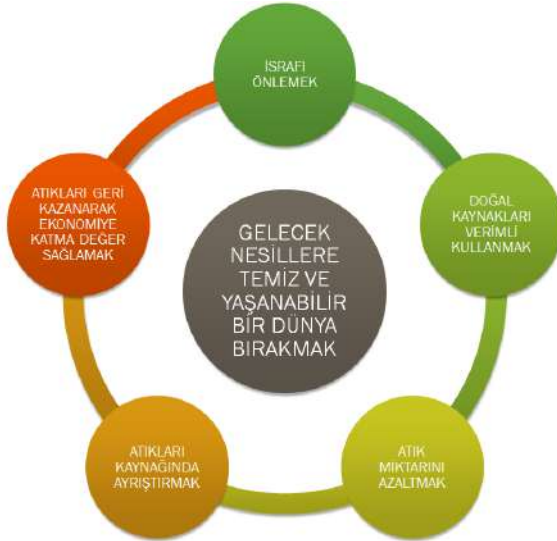 İSRAFI
ÖNLEMEK
DOĞAL
KAYNAKLARI
VERİMLİ
KULLANMAK
ATIK
MİKTARINI
AZALTMAK
ATIKLARI
KAYNAĞINDA
AYRIŞTIRMAK
ATIKLARI GERİ
KAZANARAK
EKONOMİYE
KATMA DEĞER
SAĞLAMAK
GELECEK
NESİLLERE
TEMİZ VE
YAŞANABİLİR
BİR DÜNYA
BIRAKMAK